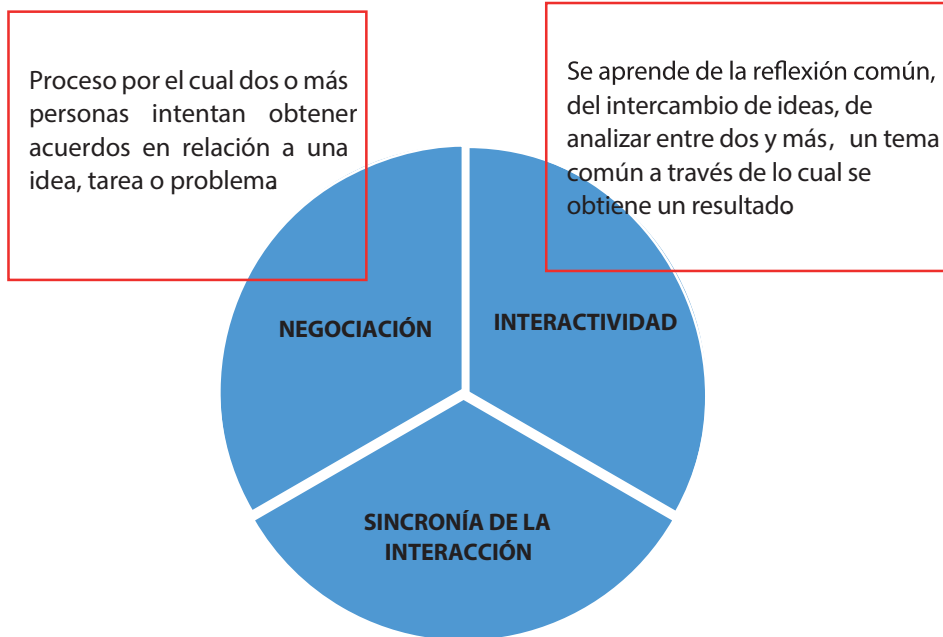 Proceso por el cual dos o más
personas intentan obtener
acuerdos en relación a una
idea, tarea o problema
Se aprende de la reflexión común,
del intercambio de ideas, de
analizar entre dos y más, un tema
común a través de lo cual se
obtiene un resultado.
NEGOCIACIÓN
INTERACTIVIDAD
SINCRONÍA DE LA
INTERACCIÓN